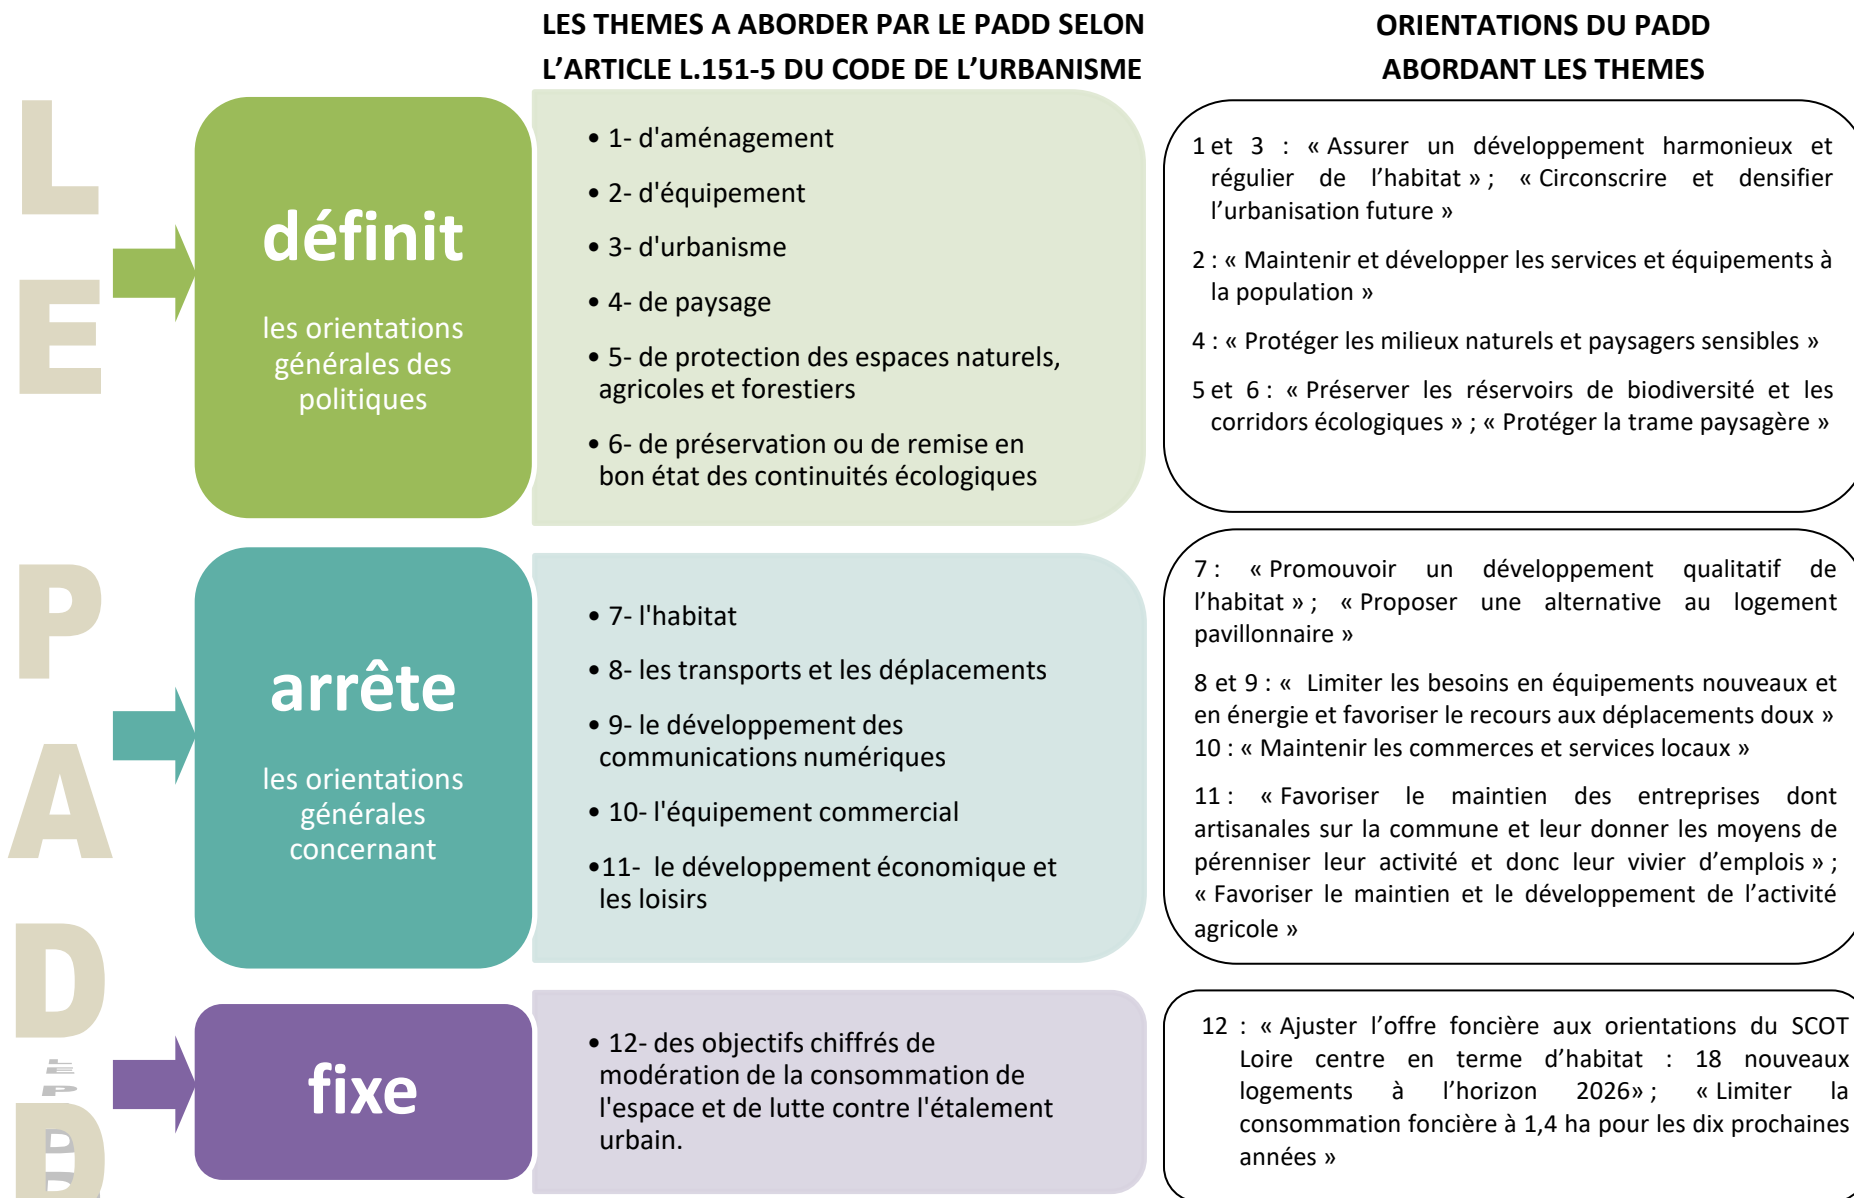 LES THEMES A ABORDER PAR LE PADD SELON
L'ARTICLE L.151-5 DU CODE DE L'URBANISME
ORIENTATIONS DU PADD
ABORDANT LES THEMES
L
E
P
A
D
D
définit
les orientations
générales des
politiques
• 1- d'aménagement
• 2- d'équipement
• 3- d'urbanisme
• 4- de paysage
• 5- de protection des espaces naturels,
agricoles et forestiers
• 6- de préservation ou de remise en
bon état des continuités écologiques
1 et 3 : « Assurer un développement harmonieux et
régulier de l’habitat » ; « Circonscrire et densifier
l’urbanisation future »
2 : « Maintenir et développer les services et équipements à
la population »
4 : « Protéger les milieux naturels et paysagers sensibles »
5 et 6 : « Préserver les réservoirs de biodiversité et les
corridors écologiques » ; « Protéger la trame paysagère »
arrête
les orientations
générales
concernant
• 7- l'habitat
• 8- les transports et les déplacements
• 9- le développement des
communications numériques
• 10- l'équipement commercial
•11- le développement économique et
les loisirs
7 : « Promouvoir un développement qualitatif de
l’habitat » ; « Proposer une alternative au logement
pavillonnaire »
8 et 9 : « Limiter les besoins en équipements nouveaux et
en énergie et favoriser le recours aux déplacements doux »
10 : « Maintenir les commerces et services locaux »
11 : « Favoriser le maintien des entreprises dont
artisanales sur la commune et leur donner les moyens de
pérenniser leur activité et donc leur vivier d’emplois » ;
« Favoriser le maintien et le développement de l’activité
agricole »
fixe
• 12- des objectifs chiffrés de
modération de la consommation de
l'espace et de lutte contre l'étalement
urbain.
12 : « Ajuster l’offre foncière aux orientations du SCOT
Loire centre en terme d’habitat : 18 nouveaux
logements à l’horizon 2026» ; « Limiter la
consommation foncière à 1,4 ha pour les dix prochaines
années »